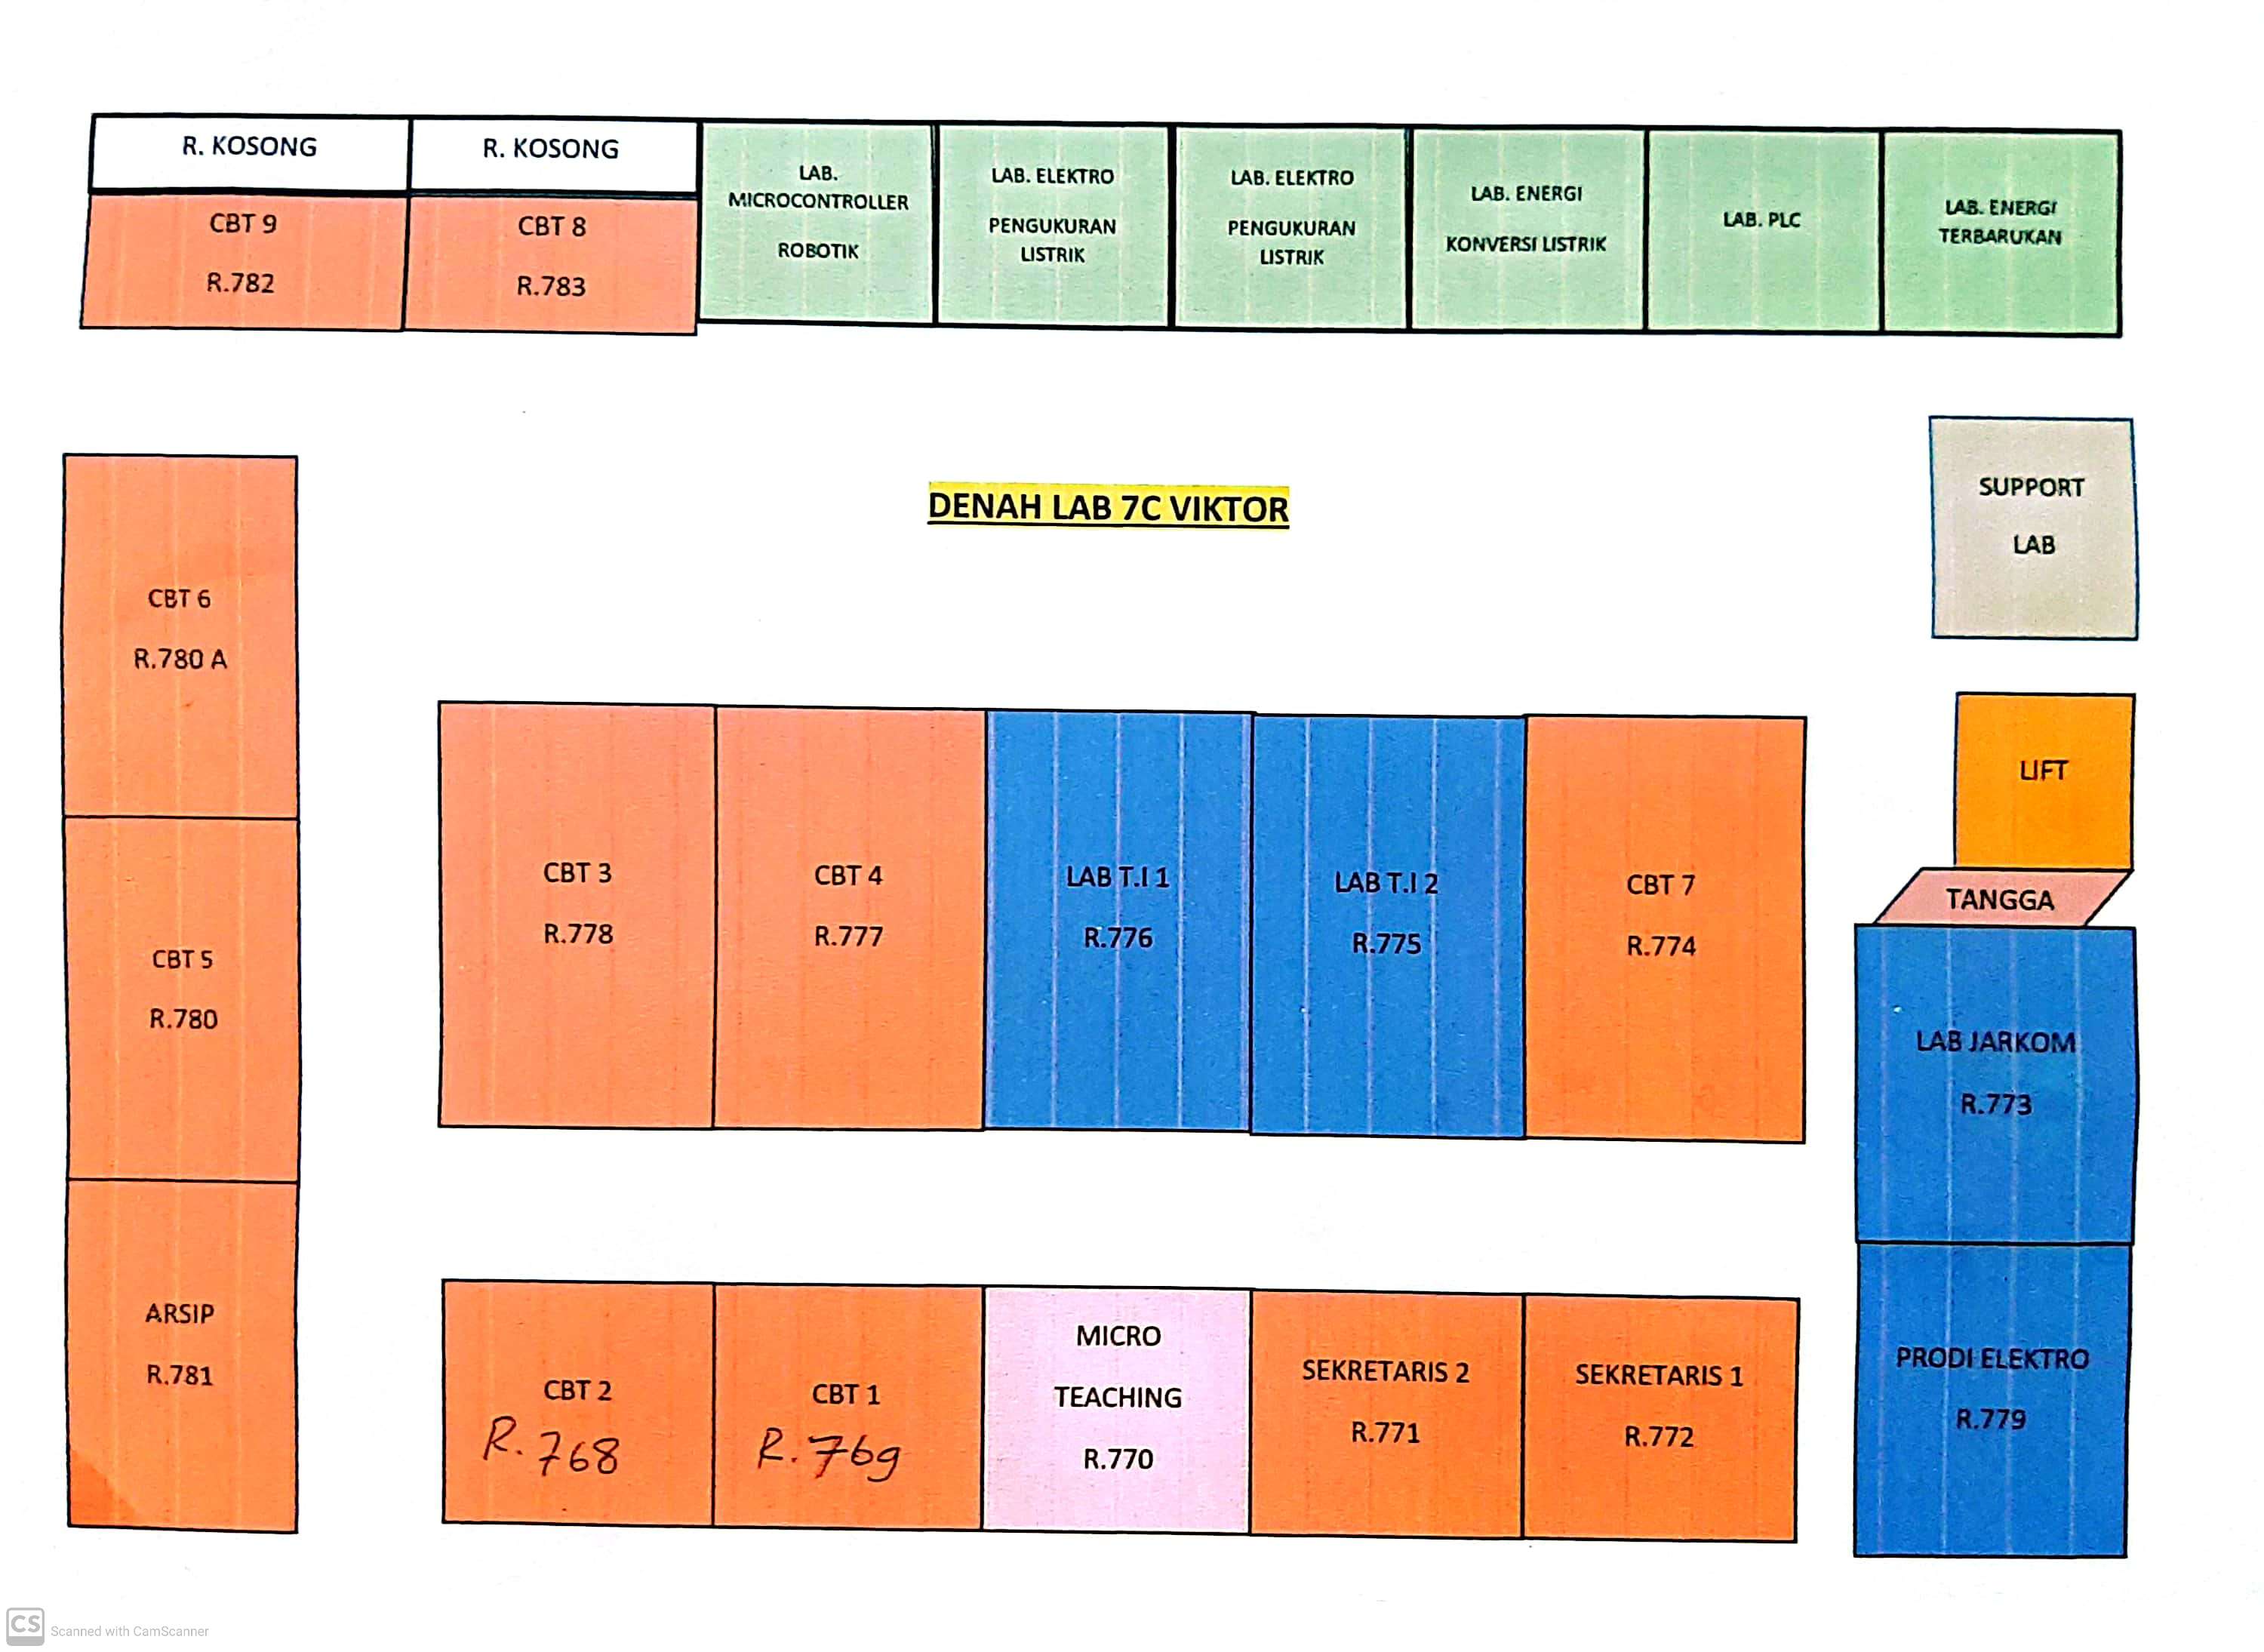 R. KOSONG
R. KOSONG
CBT 9
R.782
CBT 8
R.783
LAB.
MICROCONTROLLER
ROBOTIK
LAB. ELEKTRO
PENGUKURAN
LISTRIK
LAB. ELEKTRO
PENGUKURAN
LISTRIK
LAB. ENERGI
KONVERSI LISTRIK
LAB. PLC
LAB. ENERGI
TERBARUKAN
DENAH LAB 7C VIKTOR
SUPPORT
LAB
CBT 6
R.780 A
LIFT
TANGGA
CBT 3
R.778
CBT 4
R.777
LAB T.I 1
R.776
LAB T.I 2
R.775
CBT 7
R.774
CBT 5
R.780
LAB JARKOM
R.773
ARSIP
R.781
CBT 2
R.768
CBT 1
R.769
MICRO
TEACHING
R.770
SEKRETARIS 2
R.771
SEKRETARIS 1
R.772
PRODI ELEKTRO
R.779
CS Scanned with CamScanner